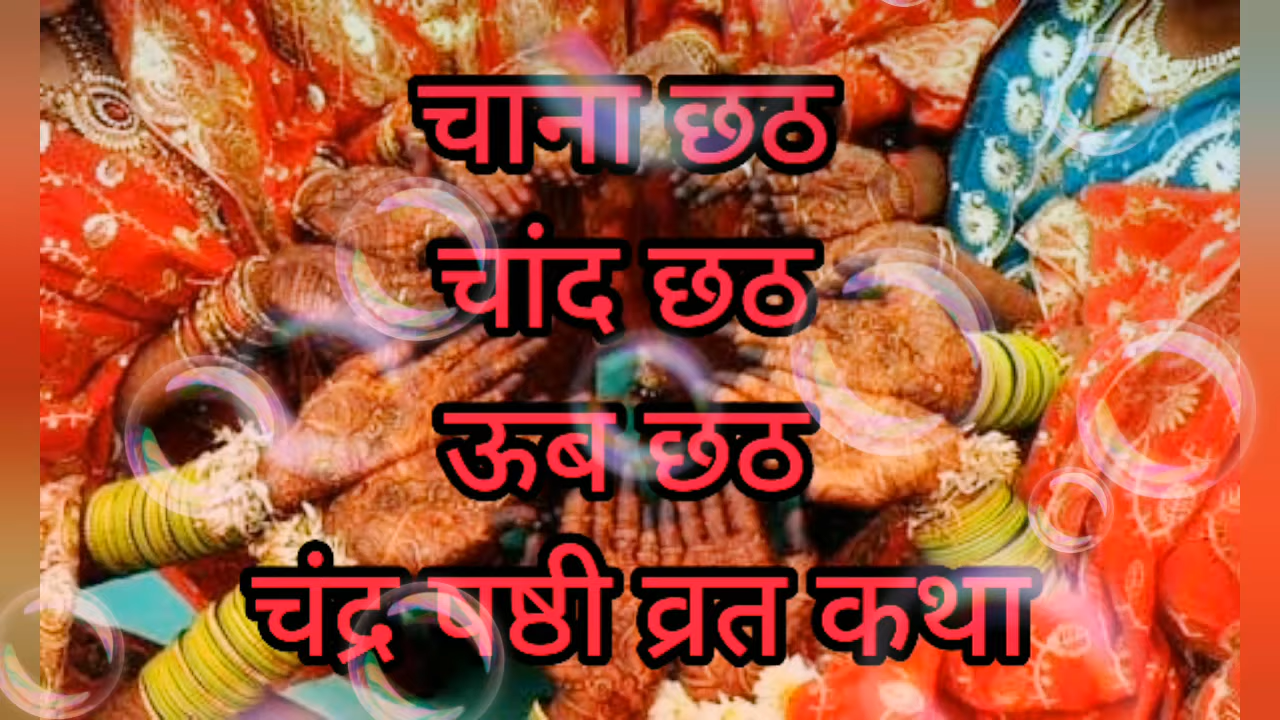 चाना छठ
चांद छठ
ऊब छठ
चंद्र षष्ठी व्रत कथा